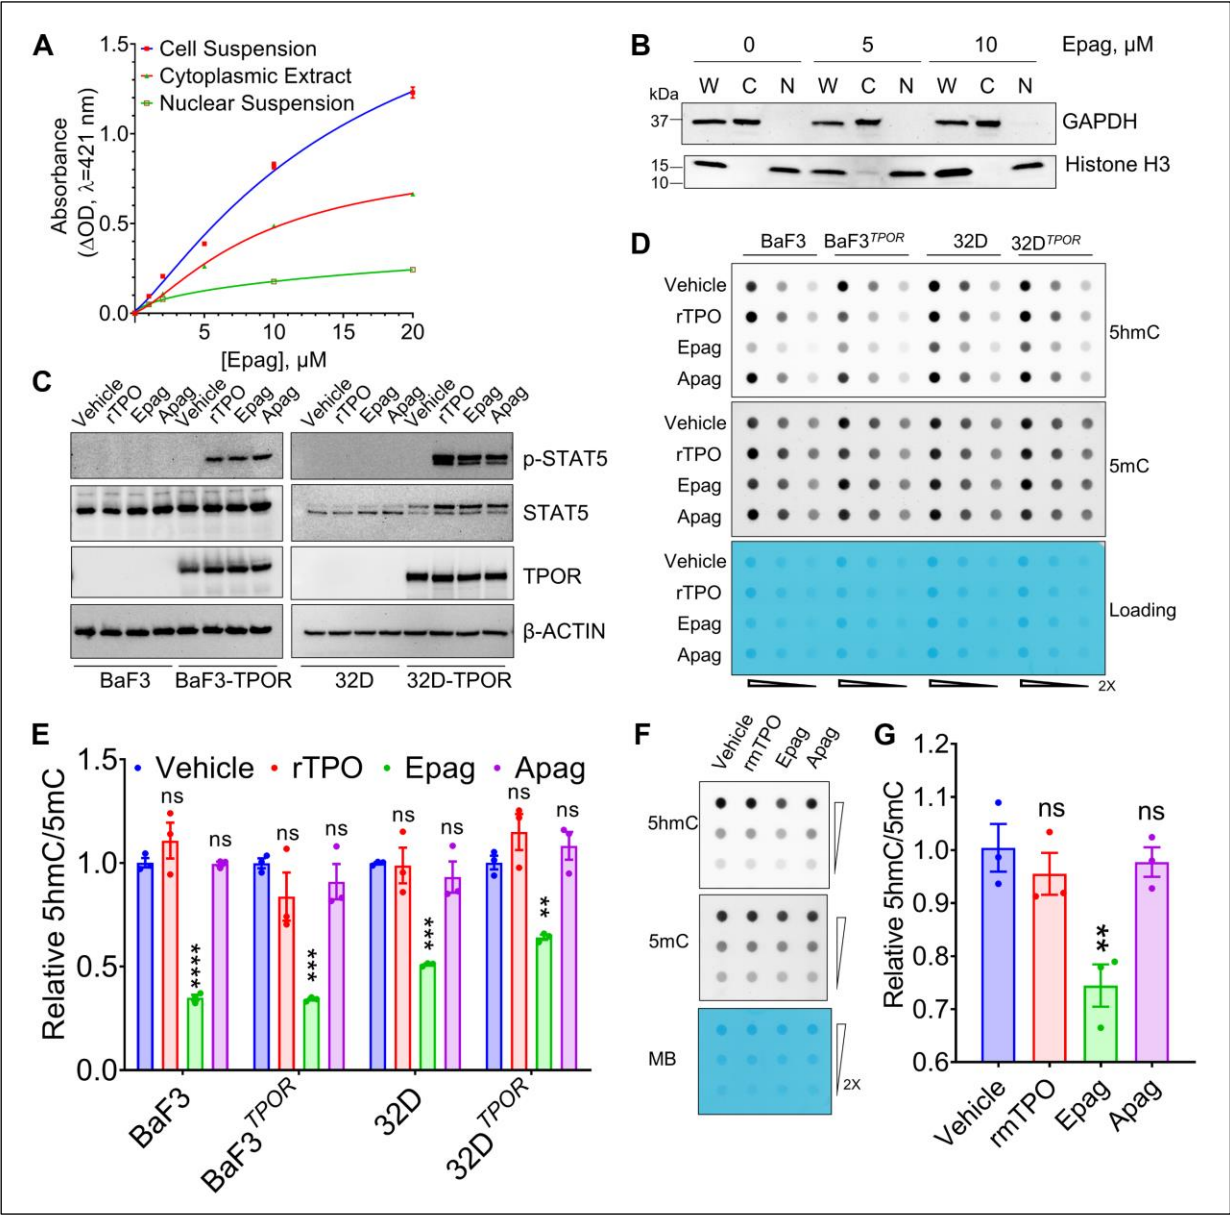 A
1.5
1.0
0.5
0.0
Absorbance
(ΔOD, λ=421 nm)
Cell Suspension
Cytoplasmic Extract
Nuclear Suspension
5 10 15 20
[Epag], µM
B
0 5 10 Epag, µM
W C N W C N W C N
kDa
37
GAPDH
15
10
Histone H3
C
Vehicle rTPO Epag Apag Vehicle rTPO Epag Apag Vehicle rTPO Epag Apag Vehicle rTPO Epag Apag
p-STAT5
STAT5
TPOR
β-ACTIN
BaF3 BaF3-TPOR 32D 32D-TPOR
D
BaF3 BaF3TPOR 32D 32DTPOR
Vehicle
rTPO
Epag
Apag
5hmC
Vehicle
rTPO
Epag
Apag
5mC
Vehicle
rTPO
Epag
Apag
Loading
2X
E
Relative 5hmC/5mC
1.5
1.0
0.5
0.0
Vehicle rTPO Epag Apag
ns **** ns
ns *** ns
ns *** ns
ns ** ns
BaF3 BaF3 TPOR 32D 32D TPOR
F
Vehicle rmTPO Epag Apag
5hmC
5mC
MB
2X
G
Relative 5hmC/5mC
1.2
1.1
1.0
0.9
0.8
0.7
0.6
ns ** ns
Vehicle rmTPO Epag Apag